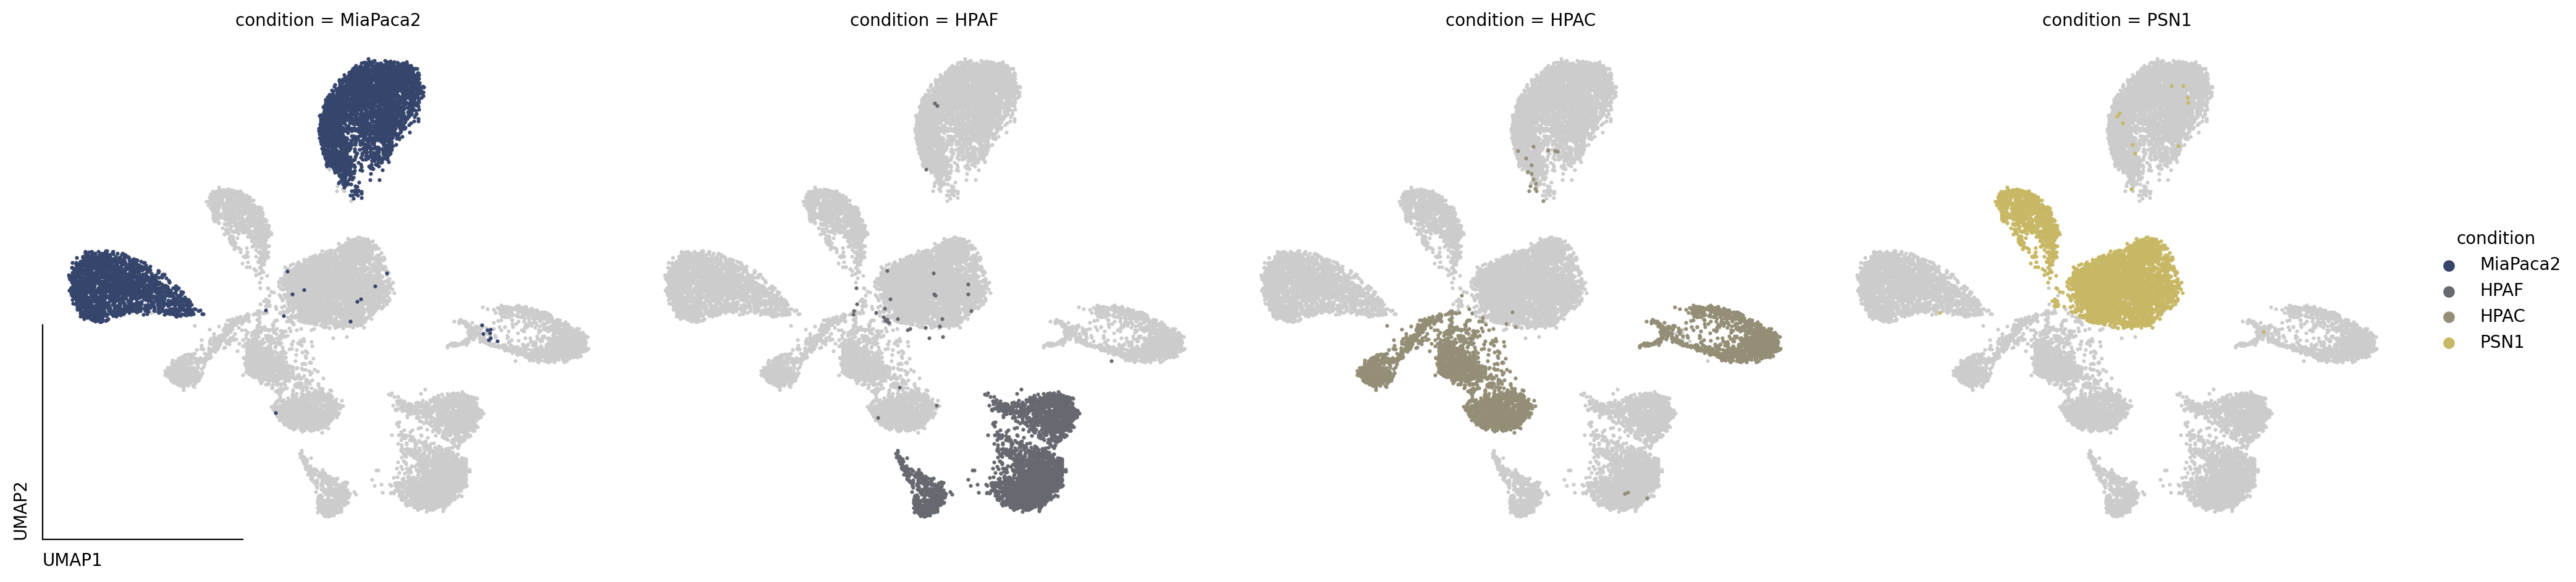 condition = MiaPaca2
condition = HPAF
condition = HPAC
condition = PSN1
condition
MiaPaca2
HPAF
HPAC
PSN1
UMAP2
UMAP1